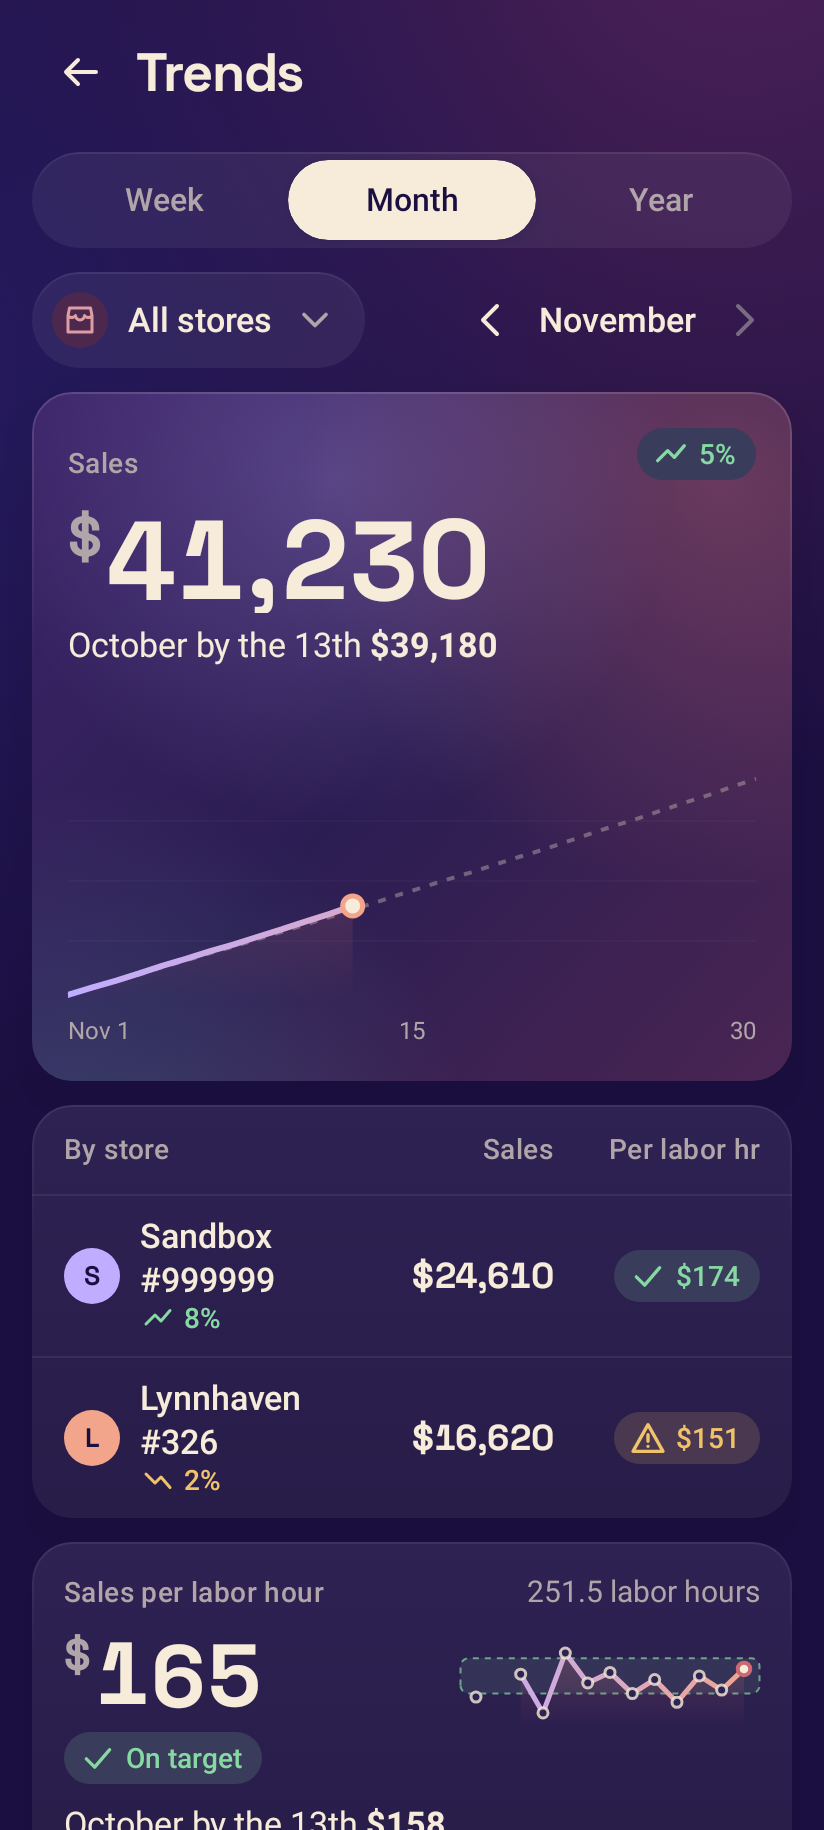 Trends
Week Month Year
All stores November
Sales 5%
$41,230
October by the 13th $39,180
Nov 1 15 30
By store Sales Per labor hr
S Sandbox #999999 $24,610 $174
8%
L Lynnhaven #326 $16,620 $151
2%
Sales per labor hour 251.5 labor hours
$165
On target
October by the 13th $158